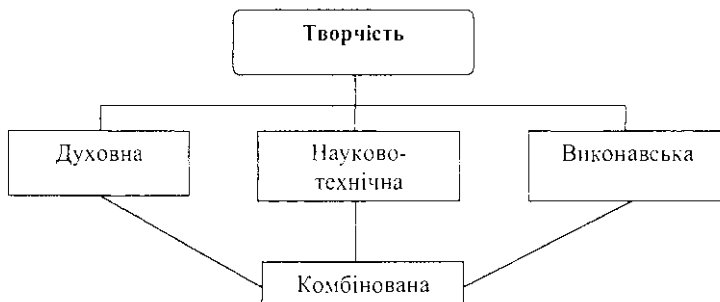 Творчість
Духовна
Науково-
технічна
Виконавська
Комбінована